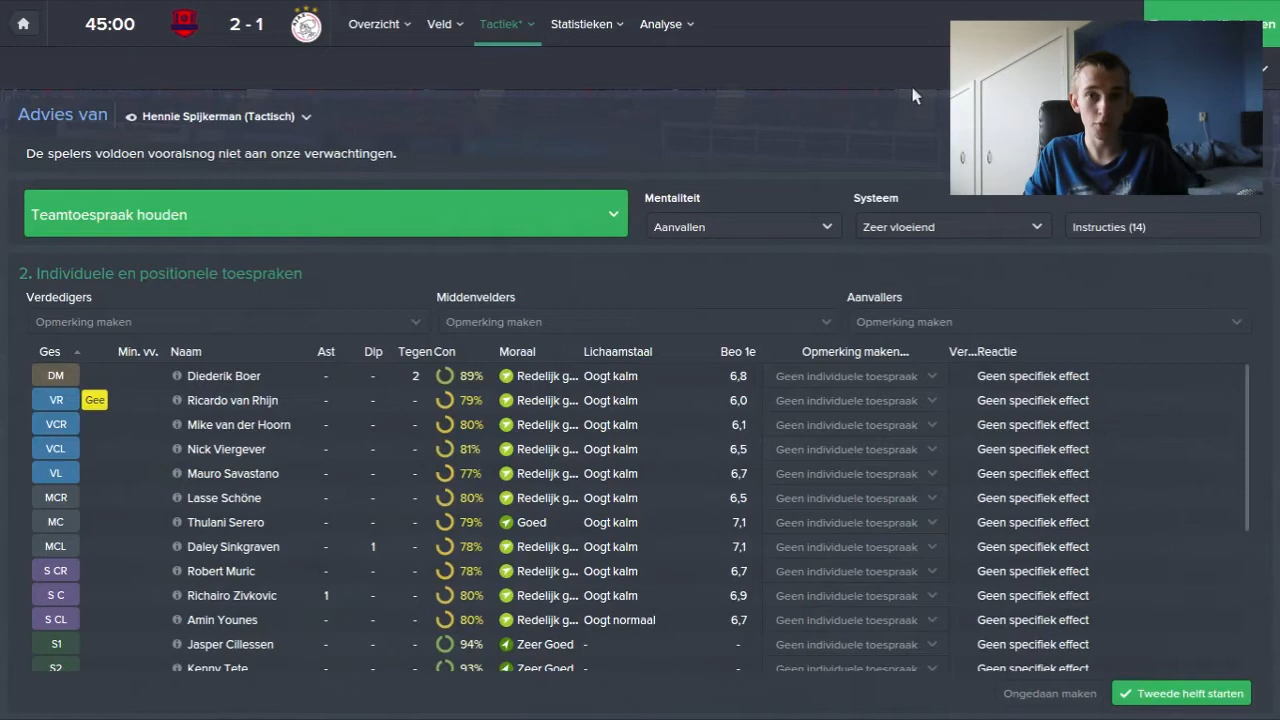 45:00 2 - 1 Overzicht Veld Tactiek* Statistieken Analyse
Advies van Hennie Spijkerman (Tactisch)
De spelers voldoen vooralsnog niet aan onze verwachtingen.
Mentaliteit Systeem
Teamtoespraak houden Aanvallen Zeer vloeiend Instructies (14)
2. Individuele en positionele toespraken
Verdedigers Middenvelders Aanvallers
Opmerking maken Opmerking maken Opmerking maken
Ges Min. vv. Naam Ast Dlp Tegen Con Moraal Lichaamstaal Beo 1e Opmerking maken... Ver... Reactie
DM Diederik Boer - - 2 89% Redelijk g... Oogt kalm 6,8 Geen individuele toespraak Geen specifiek effect
VR Gee Ricardo van Rhijn - - - 79% Redelijk g... Oogt kalm 6,0 Geen individuele toespraak Geen specifiek effect
VCR Mike van der Hoorn - - - 80% Redelijk g... Oogt kalm 6,1 Geen individuele toespraak Geen specifiek effect
VCL Nick Viergever - - - 81% Redelijk g... Oogt kalm 6,5 Geen individuele toespraak Geen specifiek effect
VL Mauro Savastano - - - 77% Redelijk g... Oogt kalm 6,7 Geen individuele toespraak Geen specifiek effect
MCR Lasse Schöne - - - 80% Redelijk g... Oogt kalm 6,5 Geen individuele toespraak Geen specifiek effect
MC Thulani Serero - - - 79% Goed Oogt kalm 7,1 Geen individuele toespraak Geen specifiek effect
MCL Daley Sinkgraven - 1 - 78% Redelijk g... Oogt kalm 7,1 Geen individuele toespraak Geen specifiek effect
S CR Robert Muric - - - 78% Redelijk g... Oogt kalm 6,7 Geen individuele toespraak Geen specifiek effect
S C Richairo Zivkovic 1 - - 80% Redelijk g... Oogt kalm 6,9 Geen individuele toespraak Geen specifiek effect
S CL Amin Younes - - - 80% Redelijk g... Oogt normaal 6,7 Geen individuele toespraak Geen specifiek effect
S1 Jasper Cillessen - - - 94% Zeer Goed - - Geen individuele toespraak Geen specifiek effect
S2 Kenny Tete - - - 93% Zeer Goed - - Geen individuele toespraak Geen specifiek effect
Ongedaan maken Tweede helft starten